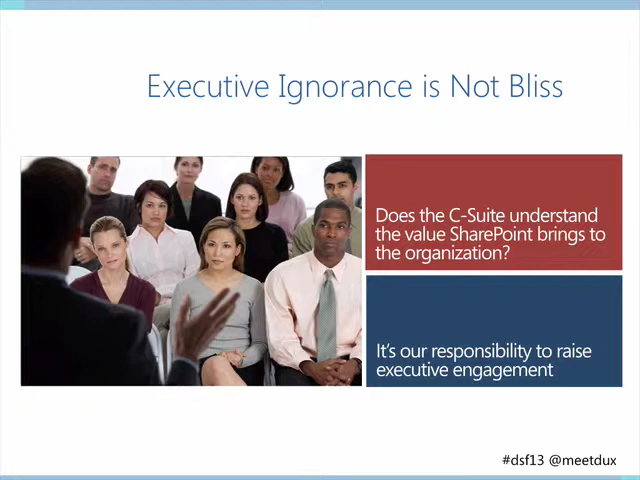 Executive Ignorance is Not Bliss
Does the C-Suite understand
the value SharePoint brings to
the organization?
It's our responsibility to raise
executive engagement
#dsf13 @meetdux